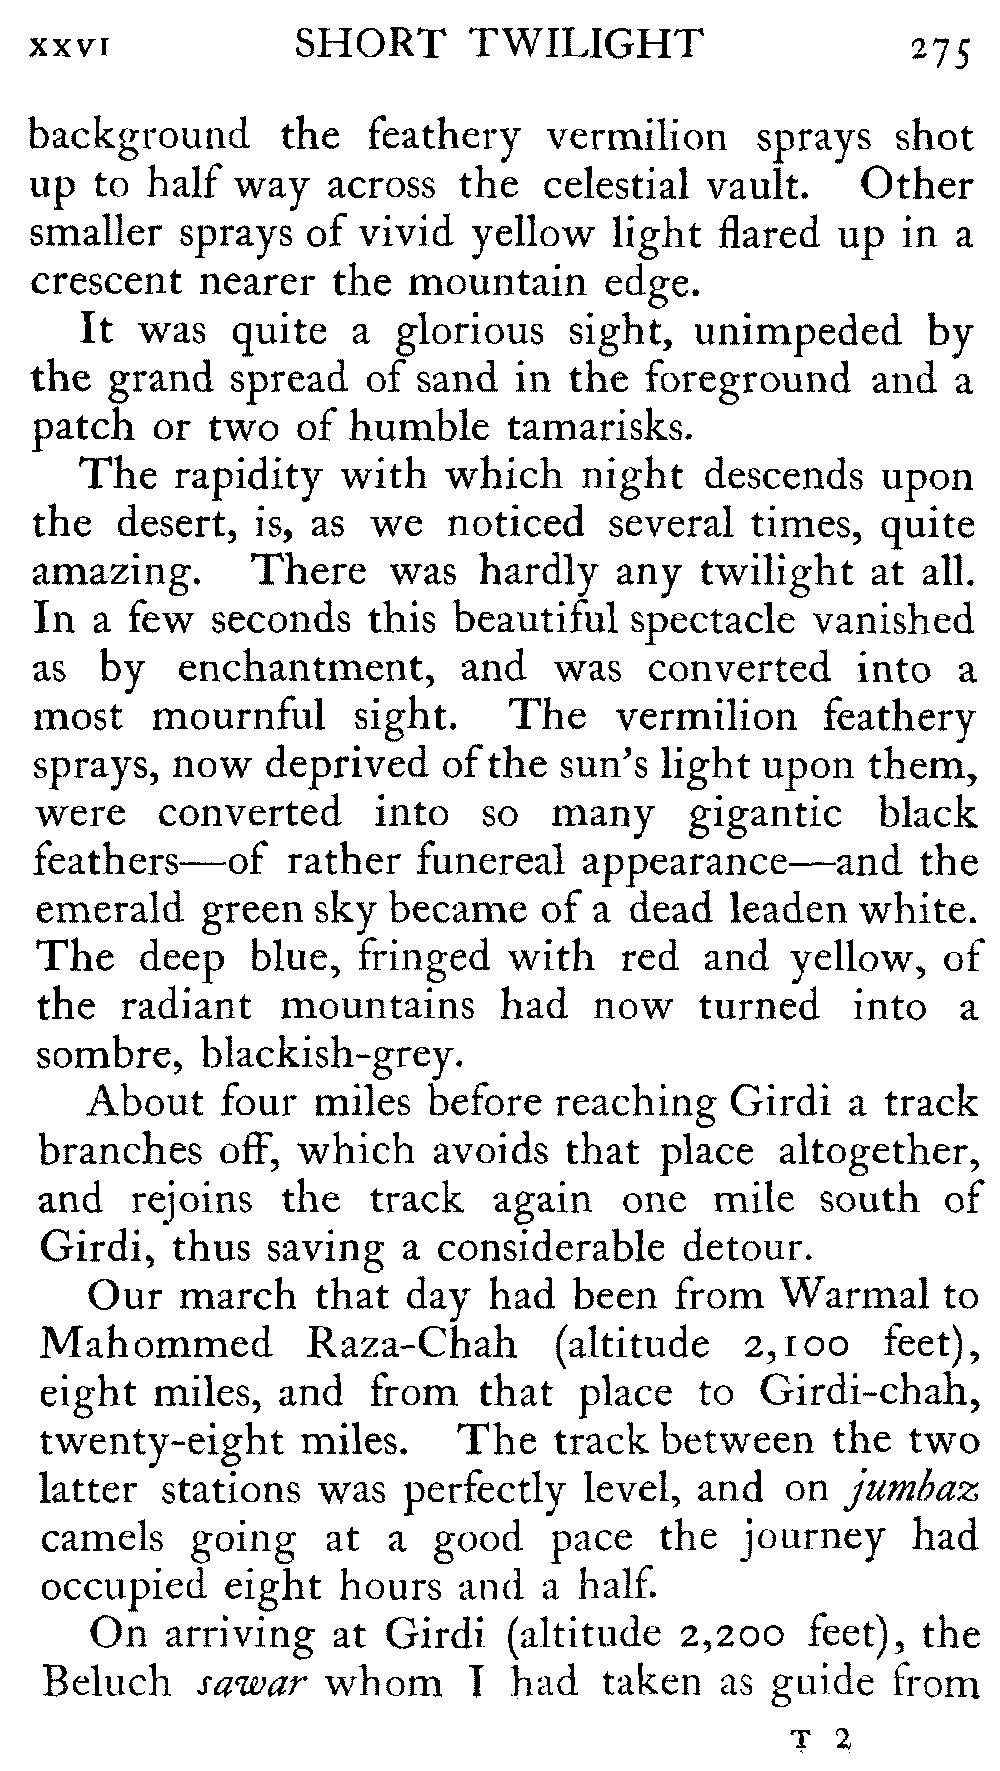 XXVI SHORT TWILIGHT 275
background the feathery vermilion sprays shot
up to half way across the celestial vault. Other
smaller sprays of vivid yellow light flared up in a
crescent nearer the mountain edge.
It was quite a glorious sight, unimpeded by
the grand spread of sand in the foreground and a
patch or two of humble tamarisks.
The rapidity with which night descends upon
the desert, is, as we noticed several times, quite
amazing. There was hardly any twilight at all.
In a few seconds this beautiful spectacle vanished
as by enchantment, and was converted into a
most mournful sight. The vermilion feathery
sprays, now deprived of the sun's light upon them,
were converted into so many gigantic black
feathers—of rather funereal appearance—and the
emerald green sky became of a dead leaden white.
The deep blue, fringed with red and yellow, of
the radiant mountains had now turned into a
sombre, blackish-grey.
About four miles before reaching Girdi a track
branches off, which avoids that place altogether,
and rejoins the track again one mile south of
Girdi, thus saving a considerable detour.
Our march that day had been from Warmal to
Mahommed Raza-Chah (altitude 2,100 feet),
eight miles, and from that place to Girdi-chah,
twenty-eight miles. The track between the two
latter stations was perfectly level, and on jumbaz
camels going at a good pace the journey had
occupied eight hours and a half.
On arriving at Girdi (altitude 2,200 feet), the
Beluch sawar whom I had taken as guide from
T 2